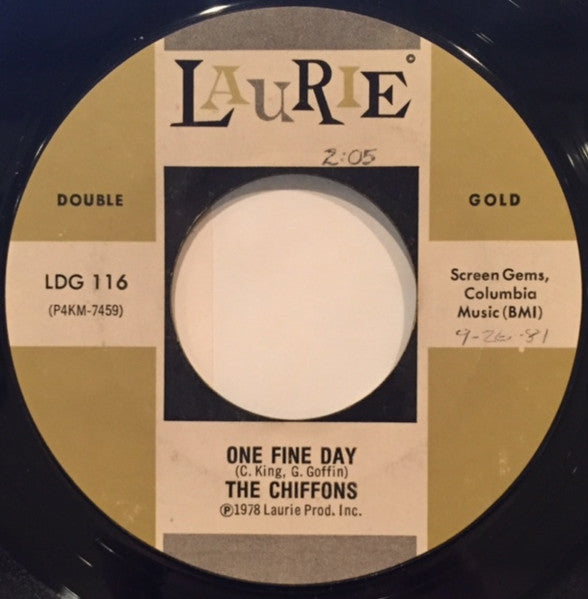 LAURIE ©
2:05
DOUBLE
GOLD
LDG 116
(P4KM-7459)
Screen Gems,
Columbia
Music (BMI)
9-26-81
ONE FINE DAY
(C. King, G. Goffin)
THE CHIFFONS
℗1978 Laurie Prod. Inc.